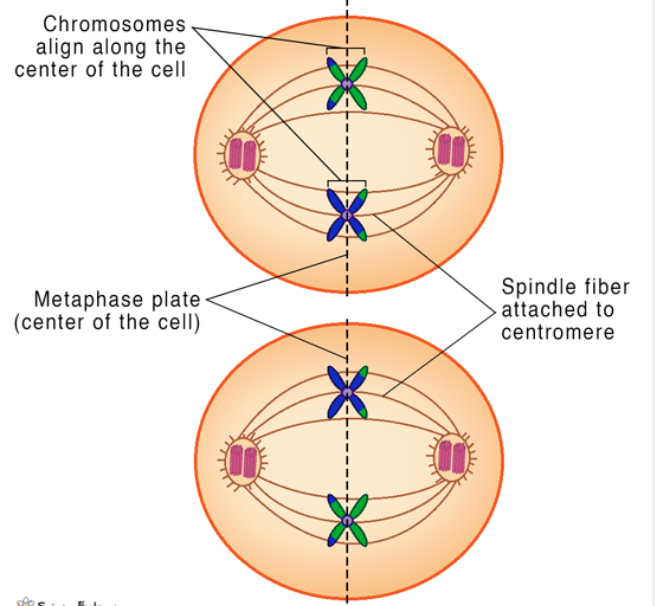 Chromosomes
align along the
center of the cell
Metaphase plate
(center of the cell)
Spindle fiber
attached to
centromere